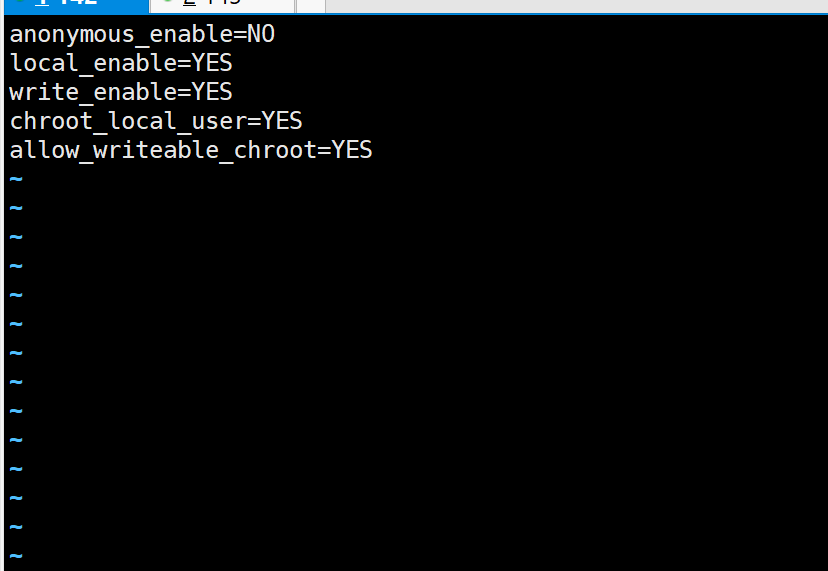 anonymous_enable=NO
local_enable=YES
write_enable=YES
chroot_local_user=YES
allow_writeable_chroot=YES
~
~
~
~
~
~
~
~
~
~
~
~
~
~